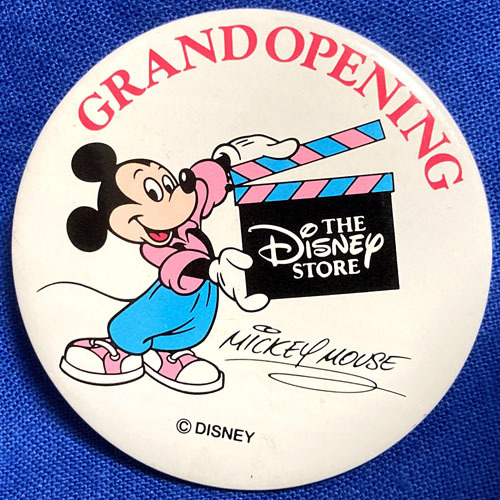 GRAND OPENING
THE
DISNEY
STORE
MICKEY MOUSE
© DISNEY